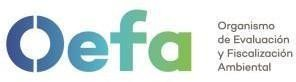 Oefa
Organismo
de Evaluación
y Fiscalización
Ambiental